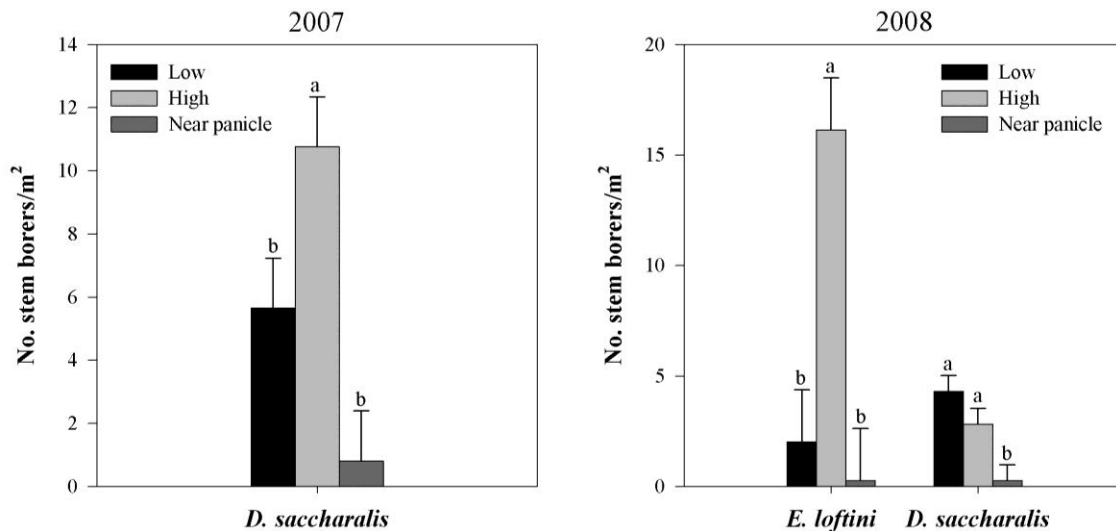 2007
14
12
10
8
6
4
2
0
No. stem borers/m²
Low
High
Near panicle
b
a
b
D. saccharalis
2008
20
15
10
5
0
No. stem borers/m²
Low
High
Near panicle
b
a
b
a
a
b
E. loftini D. saccharalis